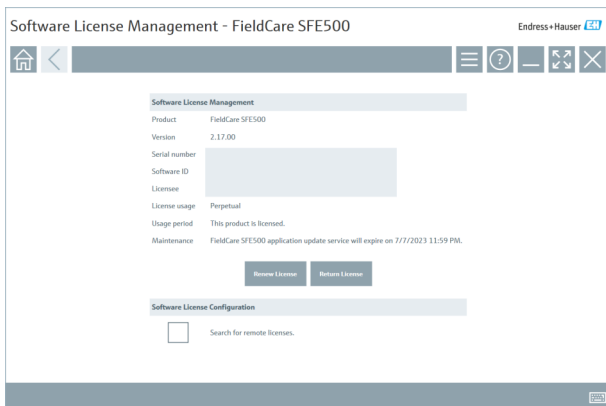 Software License Management - FieldCare SFE500
Endress+Hauser EH
Software License Management
Product FieldCare SFE500
Version 2.17.00
Serial number
Software ID
Licensee
License usage Perpetual
Usage period This product is licensed.
Maintenance FieldCare SFE500 application update service will expire on 7/7/2023 11:59 PM.
Renew License Return License
Software License Configuration
Search for remote licenses.